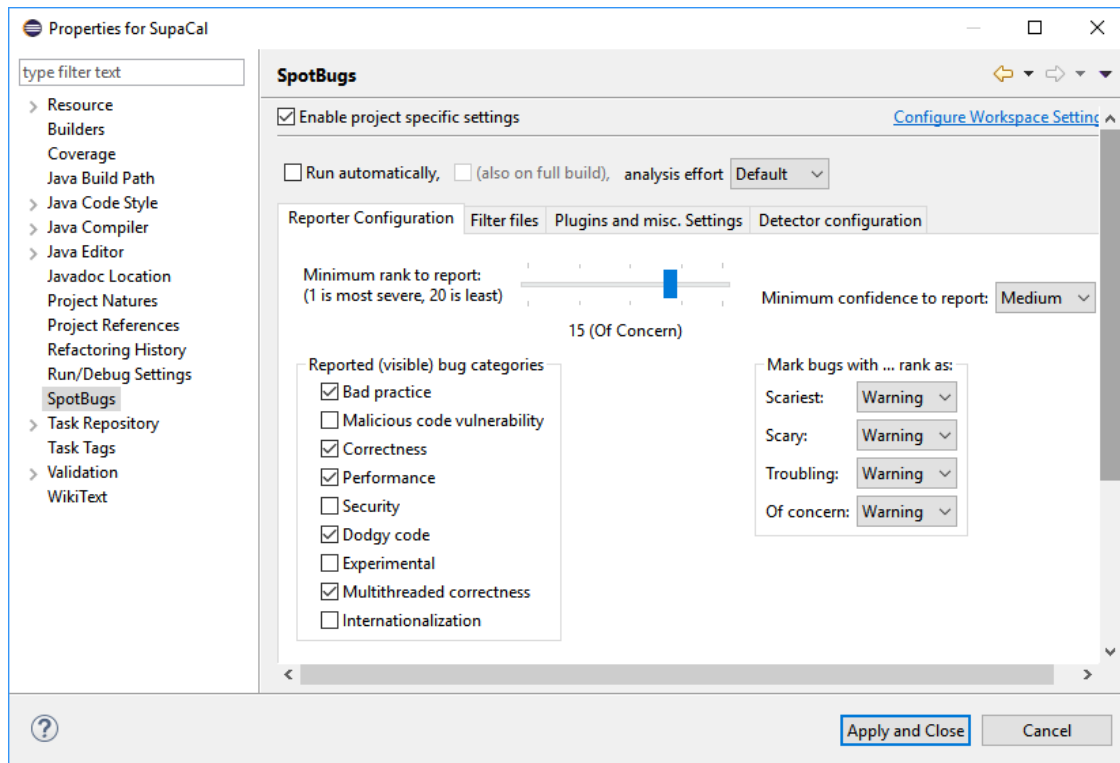 Properties for SupaCal
type filter text
Resource
Builders
Coverage
Java Build Path
Java Code Style
Java Compiler
Java Editor
Javadoc Location
Project Natures
Project References
Refactoring History
Run/Debug Settings
SpotBugs
Task Repository
Task Tags
Validation
WikiText
SpotBugs
Enable project specific settings
Configure Workspace Setting
Run automatically, (also on full build), analysis effort Default
Reporter Configuration Filter files Plugins and misc. Settings Detector configuration
Minimum rank to report:
(1 is most severe, 20 is least)
15 (Of Concern)
Minimum confidence to report: Medium
Reported (visible) bug categories
Bad practice
Malicious code vulnerability
Correctness
Performance
Security
Dodgy code
Experimental
Multithreaded correctness
Internationalization
Mark bugs with ... rank as:
Scariest: Warning
Scary: Warning
Troubling: Warning
Of concern: Warning
?
Apply and Close Cancel